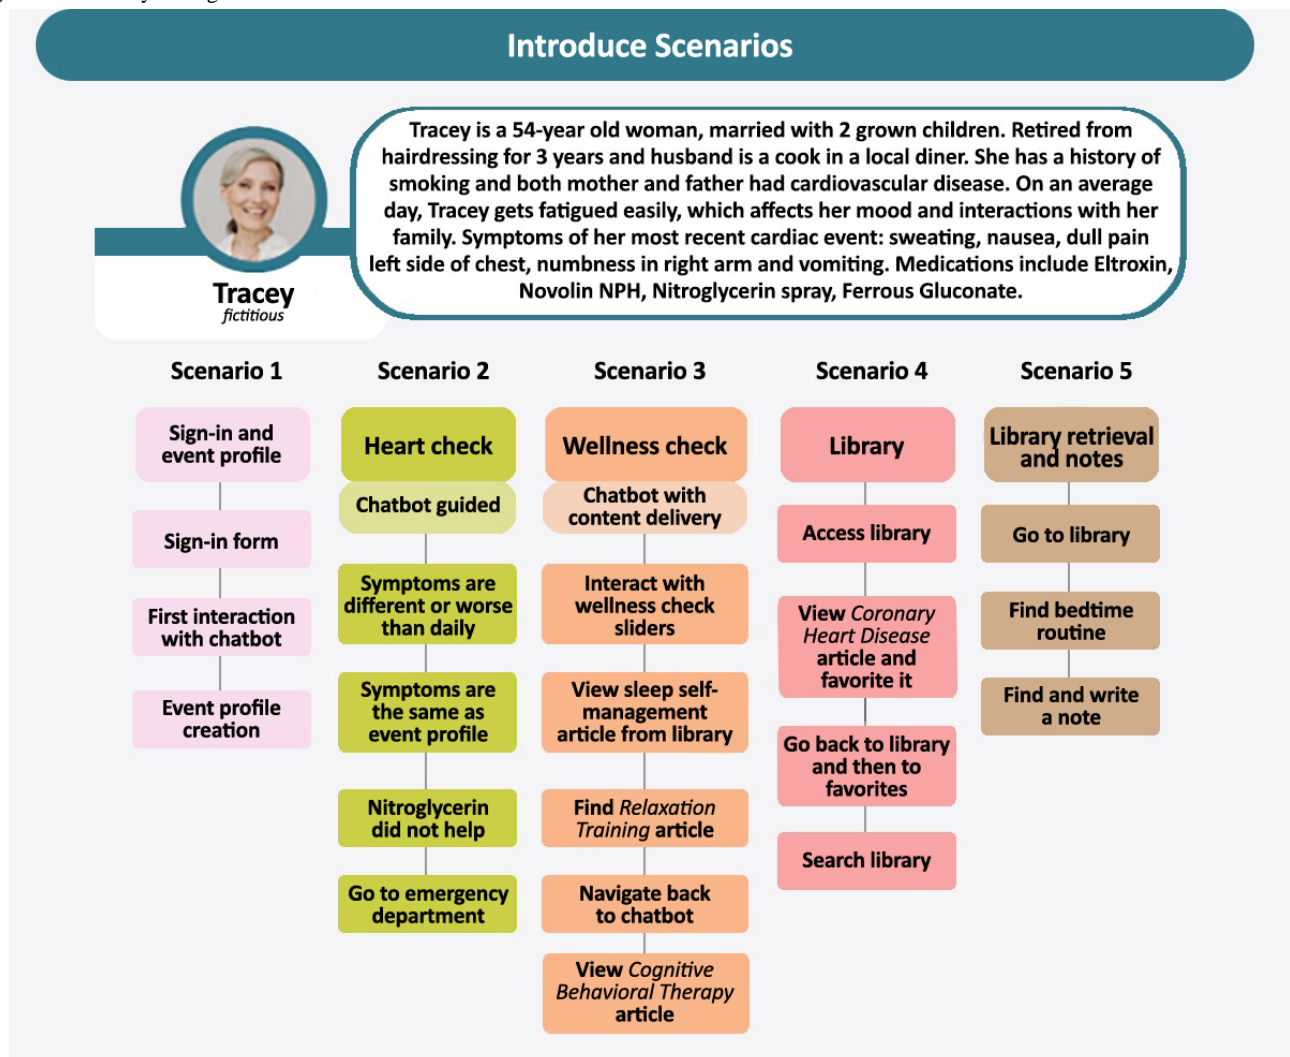 Introduce Scenarios
Tracey is a 54-year old woman, married with 2 grown children. Retired from
hairdressing for 3 years and husband is a cook in a local diner. She has a history of
smoking and both mother and father had cardiovascular disease. On an average
day, Tracey gets fatigued easily, which affects her mood and interactions with her
family. Symptoms of her most recent cardiac event: sweating, nausea, dull pain
left side of chest, numbness in right arm and vomiting. Medications include Eltroxin,
Novolin NPH, Nitroglycerin spray, Ferrous Gluconate.
Tracey
fictitious
Scenario 1
Sign-in and
event profile
Sign-in form
First interaction
with chatbot
Event profile
creation
Scenario 2
Heart check
Chatbot guided
Symptoms are
different or worse
than daily
Symptoms are
the same as
event profile
Nitroglycerin
did not help
Go to emergency
department
Scenario 3
Wellness check
Chatbot with
content delivery
Interact with
wellness check
sliders
View sleep self-
management
article from library
Find Relaxation
Training article
Navigate back
to chatbot
View Cognitive
Behavioral Therapy
article
Scenario 4
Library
Access library
View Coronary
Heart Disease
article and
favorite it
Go back to library
and then to
favorites
Search library
Scenario 5
Library retrieval
and notes
Go to library
Find bedtime
routine
Find and write
a note